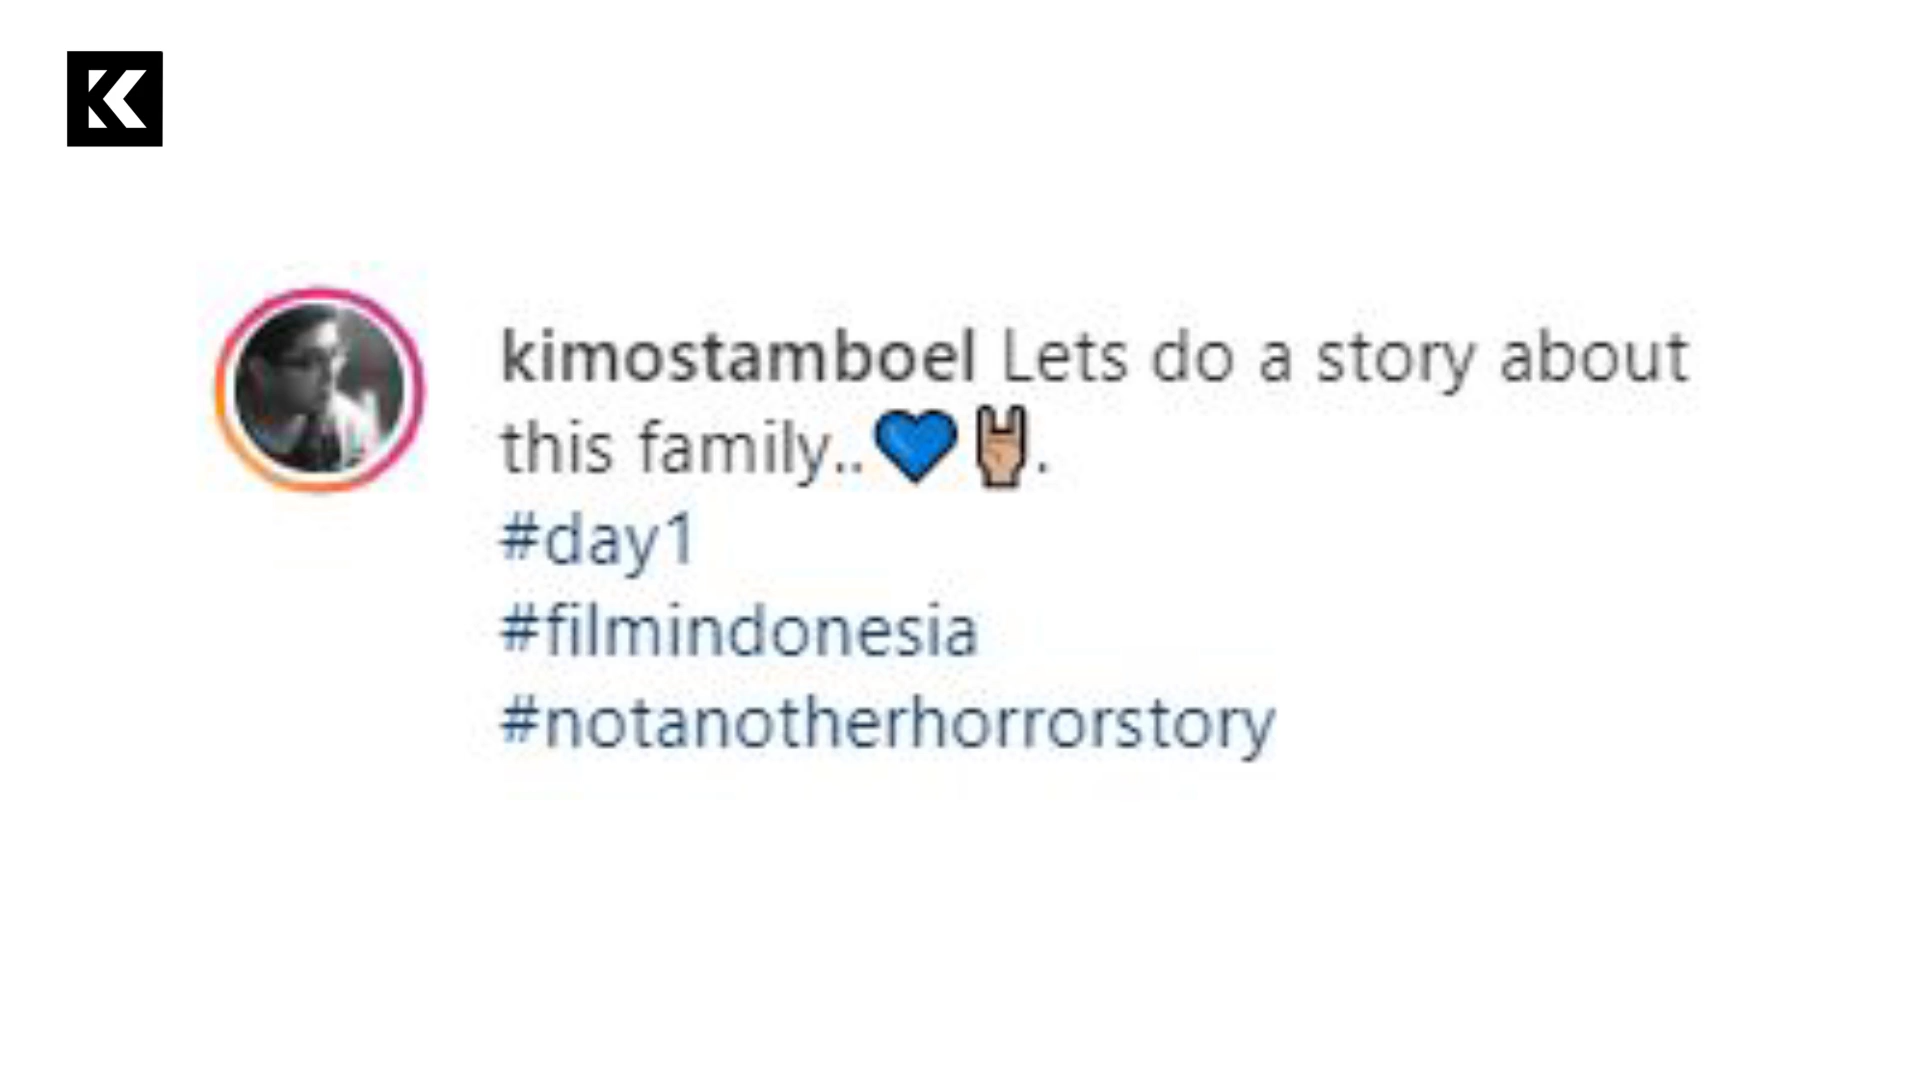 K
kimostamboel Lets do a story about
this family..💙🤘🏼.
#day1
#filmindonesia
#notanotherhorrorstory